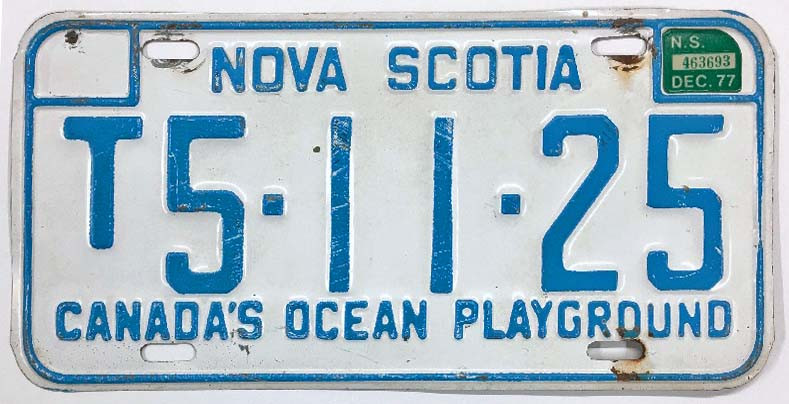 NOVA SCOTIA
N.S.
463693
DEC. 77
T5·11·25
CANADA'S OCEAN PLAYGROUND